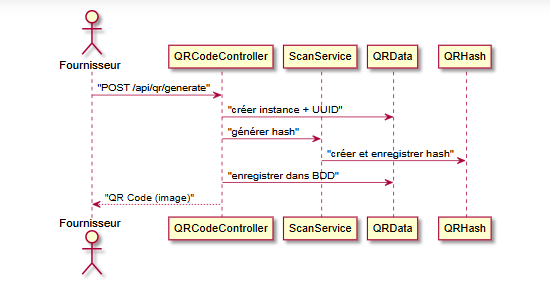 Fournisseur
QRCodeController
ScanService
QRData
QRHash
"POST /api/qr/generate"
"créer instance + UUID"
"générer hash"
"créer et enregistrer hash"
"enregistrer dans BDD"
"QR Code (image)"
Fournisseur
QRCodeController
ScanService
QRData
QRHash